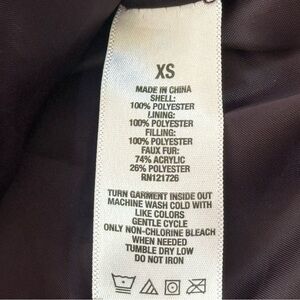 XS
MADE IN CHINA
SHELL:
100% POLYESTER
LINING:
100% POLYESTER
FILLING:
100% POLYESTER
FAUX FUR:
74% ACRYLIC
26% POLYESTER
RN121726
TURN GARMENT INSIDE OUT
MACHINE WASH COLD WITH
LIKE COLORS
GENTLE CYCLE
ONLY NON-CHLORINE BLEACH
WHEN NEEDED
TUMBLE DRY LOW
DO NOT IRON